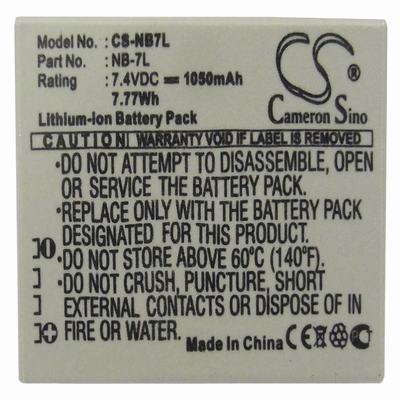 Model No.: CS-NB7L
Part No.: NB-7L
Rating: 7.4VDC⎓1050mAh
7.77Wh
Lithium-ion Battery Pack
CS
Cameron Sino
CAUTION AVOIDED IF LABEL IS REMOVED
•DO NOT ATTEMPT TO DISASSEMBLE, OPEN
OR SERVICE THE BATTERY PACK.
•REPLACE ONLY WITH THE BATTERY PACK
DESIGNATED FOR THIS PRODUCT.
•DO NOT STORE ABOVE 60℃ (140℉)
•DO NOT CRUSH, PUNCTURE, SHORT
EXTERNAL CONTACTS, OR DISPOSE OF IN
FIRE OR WATER.
Made in China CE